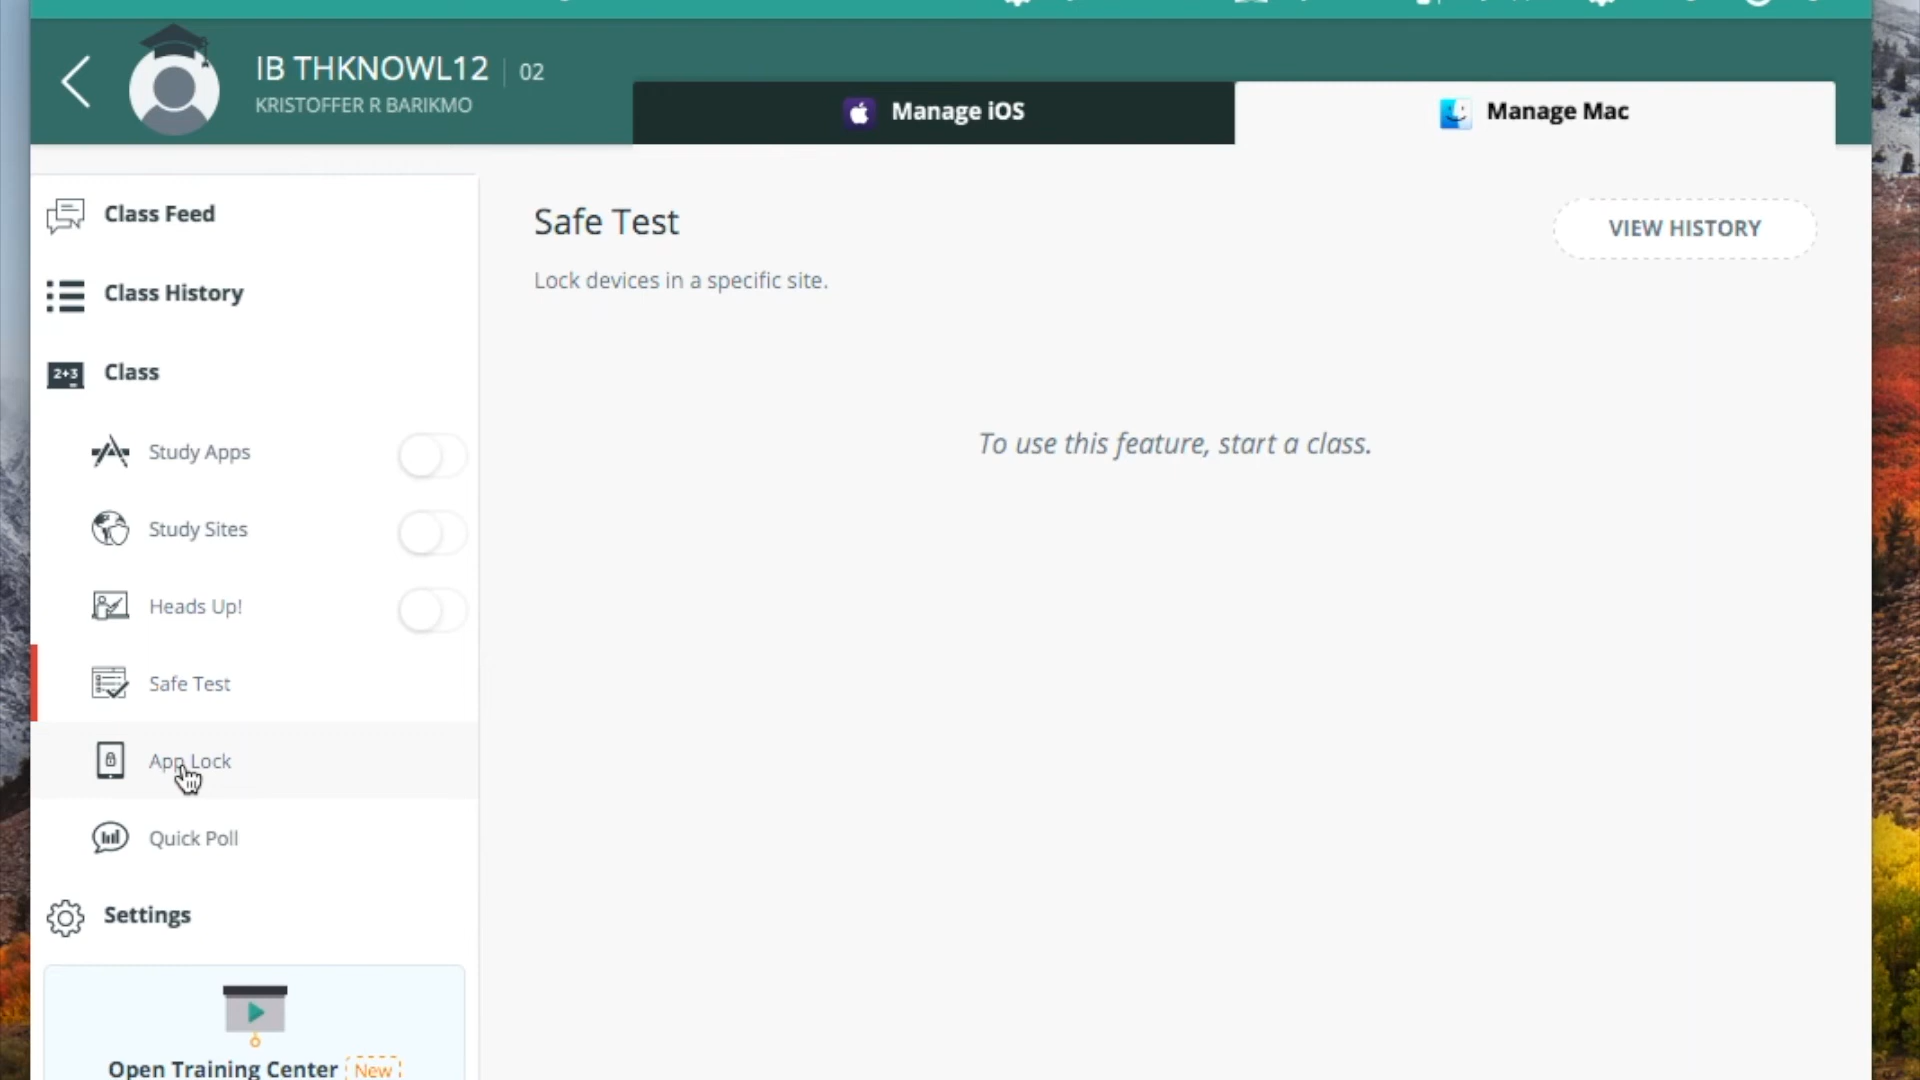 IB THKNOWL12 02
KRISTOFFER R BARIKMO
Manage iOS
Manage Mac
Class Feed
Class History
2+3 Class
Study Apps
Study Sites
Heads Up!
Safe Test
App Lock
Quick Poll
Settings
Open Training Center New
Safe Test
VIEW HISTORY
Lock devices in a specific site.
To use this feature, start a class.